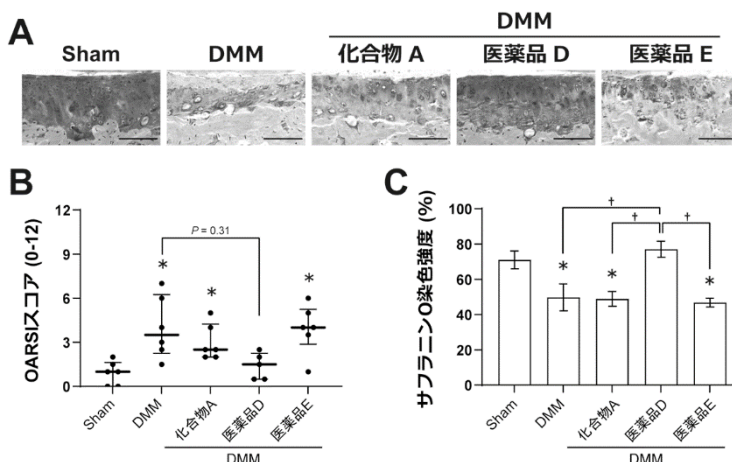 A
DMM
Sham
DMM
化合物 A
医薬品 D
医薬品 E
B
OARSIスコア (0-12)
12
9
6
3
0
P = 0.31
*
*
*
Sham
DMM
化合物A
医薬品D
医薬品E
DMM
C
サフラニンO染色強度 (%)
100
80
60
40
20
0
†
†
†
*
*
*
Sham
DMM
化合物A
医薬品D
医薬品E
DMM